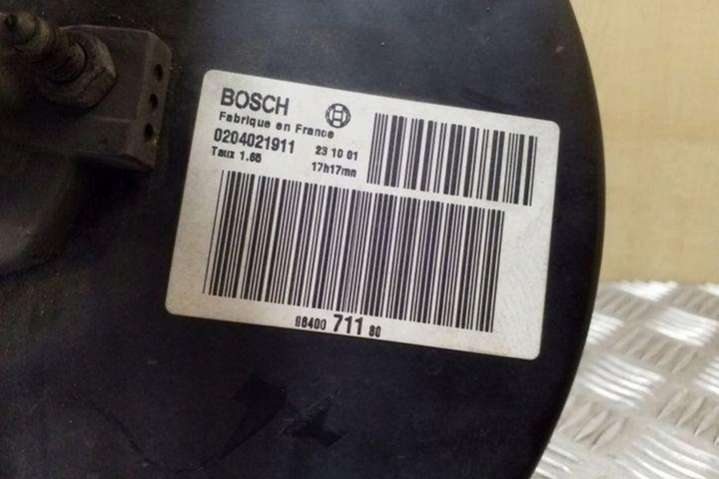 BOSCH
Fabrique en France
0204021911 23 10 01
Taux 1.65 17h17mn
96400 711 80